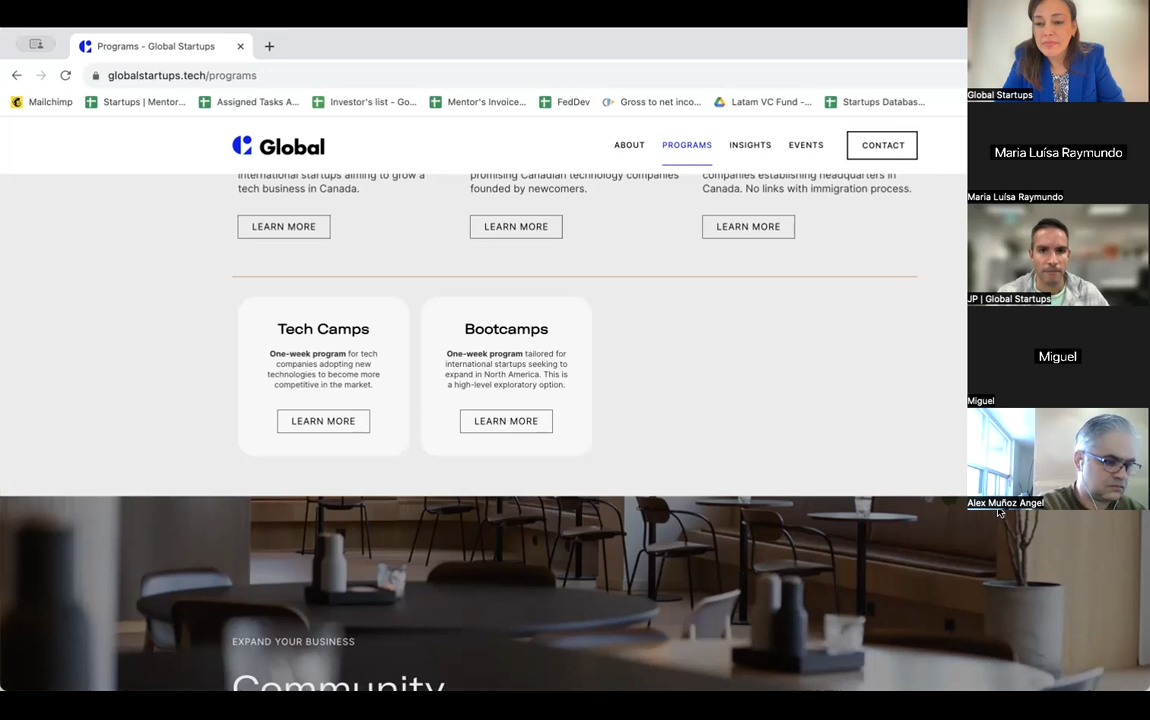 Programs - Global Startups
globalstartups.tech/programs
Mailchimp
Startups | Mentor...
Assigned Tasks A...
Investor's list - Go...
Mentor's Invoice...
FedDev
Gross to net inco...
Latam VC Fund -...
Startups Databas...
Global
ABOUT
PROGRAMS
INSIGHTS
EVENTS
CONTACT
international startups aiming to grow a
tech business in Canada.
LEARN MORE
promising Canadian technology companies
founded by newcomers.
LEARN MORE
companies establishing headquarters in
Canada. No links with immigration process.
LEARN MORE
Tech Camps
One-week program for tech
companies adopting new
technologies to become more
competitive in the market.
LEARN MORE
Bootcamps
One-week program tailored for
international startups seeking to
expand in North America. This is
a high-level exploratory option.
LEARN MORE
EXPAND YOUR BUSINESS
Community
Global Startups
Maria Luísa Raymundo
Maria Luísa Raymundo
JP | Global Startups
Miguel
Miguel
Alex Muñoz Angel